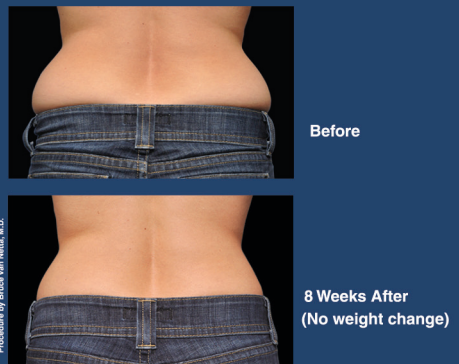 Before
8 Weeks After
(No weight change)
Procedure by Bruce Van Natta, M.D.